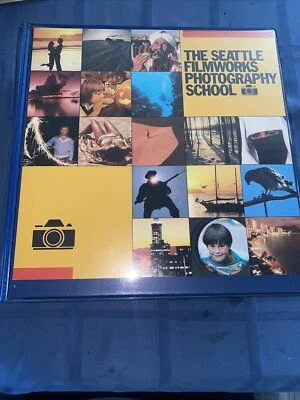 THE SEATTLE
FILMWORKS
PHOTOGRAPHY
SCHOOL